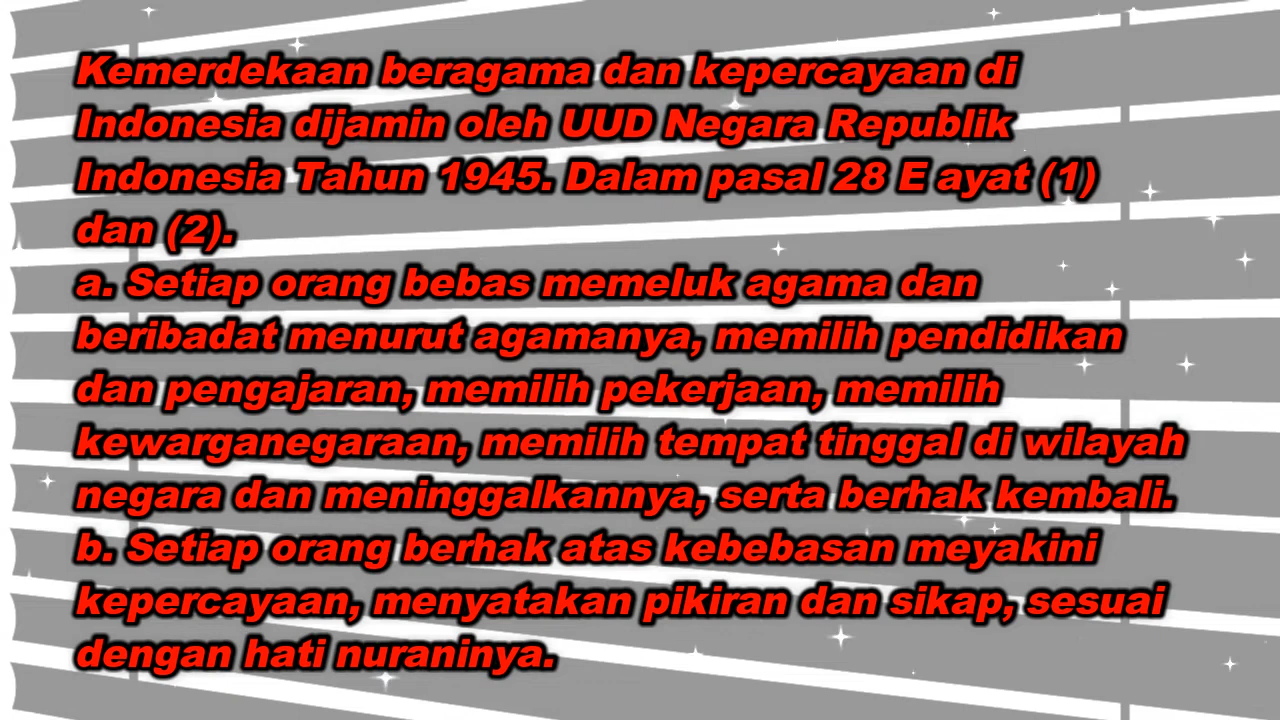 Kemerdekaan beragama dan kepercayaan di
Indonesia dijamin oleh UUD Negara Republik
Indonesia Tahun 1945. Dalam pasal 28 E ayat (1)
dan (2).
a. Setiap orang bebas memeluk agama dan
beribadat menurut agamanya, memilih pendidikan
dan pengajaran, memilih pekerjaan, memilih
kewarganegaraan, memilih tempat tinggal di wilayah
negara dan meninggalkannya, serta berhak kembali.
b. Setiap orang berhak atas kebebasan meyakini
kepercayaan, menyatakan pikiran dan sikap, sesuai
dengan hati nuraninya.